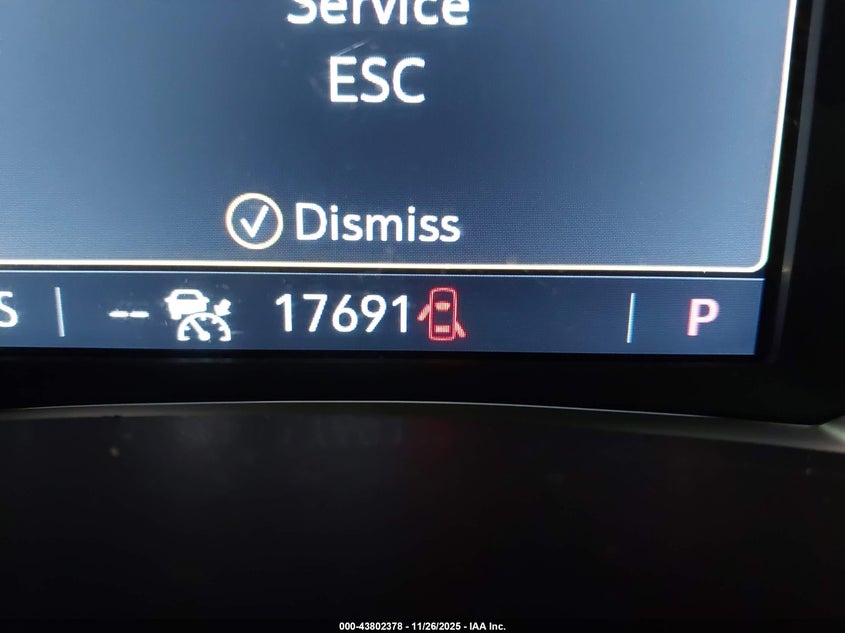 Service
ESC
Dismiss
S -- 17691 P
000-43802378 - 11/26/2025 - IAA Inc.